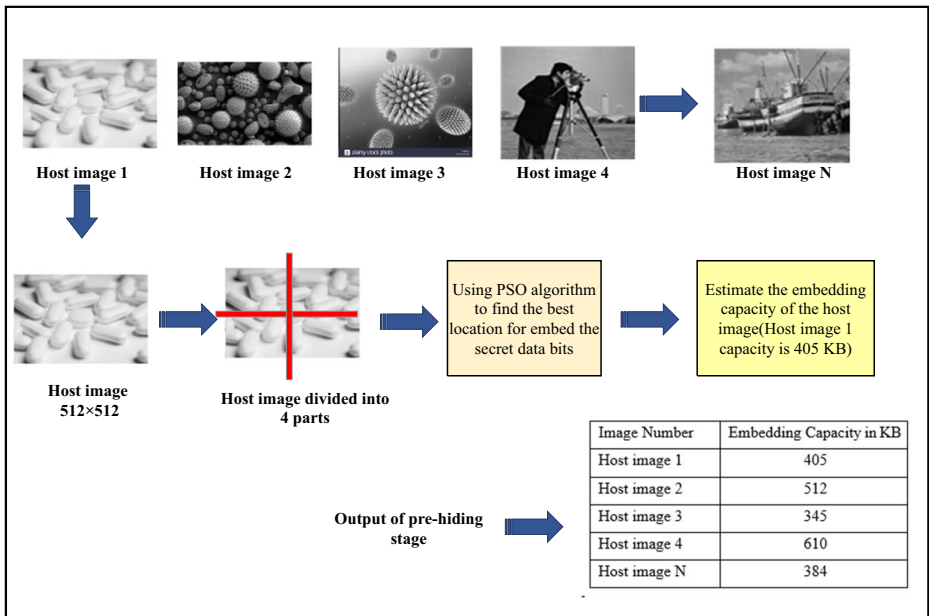 alamy stock photo
Host image 1
Host image 2
Host image 3
Host image 4
Host image N
Host image
512×512
Host image divided into
4 parts
Using PSO algorithm
to find the best
location for embed the
secret data bits
Estimate the embedding
capacity of the host
image(Host image 1
capacity is 405 KB)
Output of pre-hiding
stage
Image Number Embedding Capacity in KB
Host image 1 405
Host image 2 512
Host image 3 345
Host image 4 610
Host image N 384